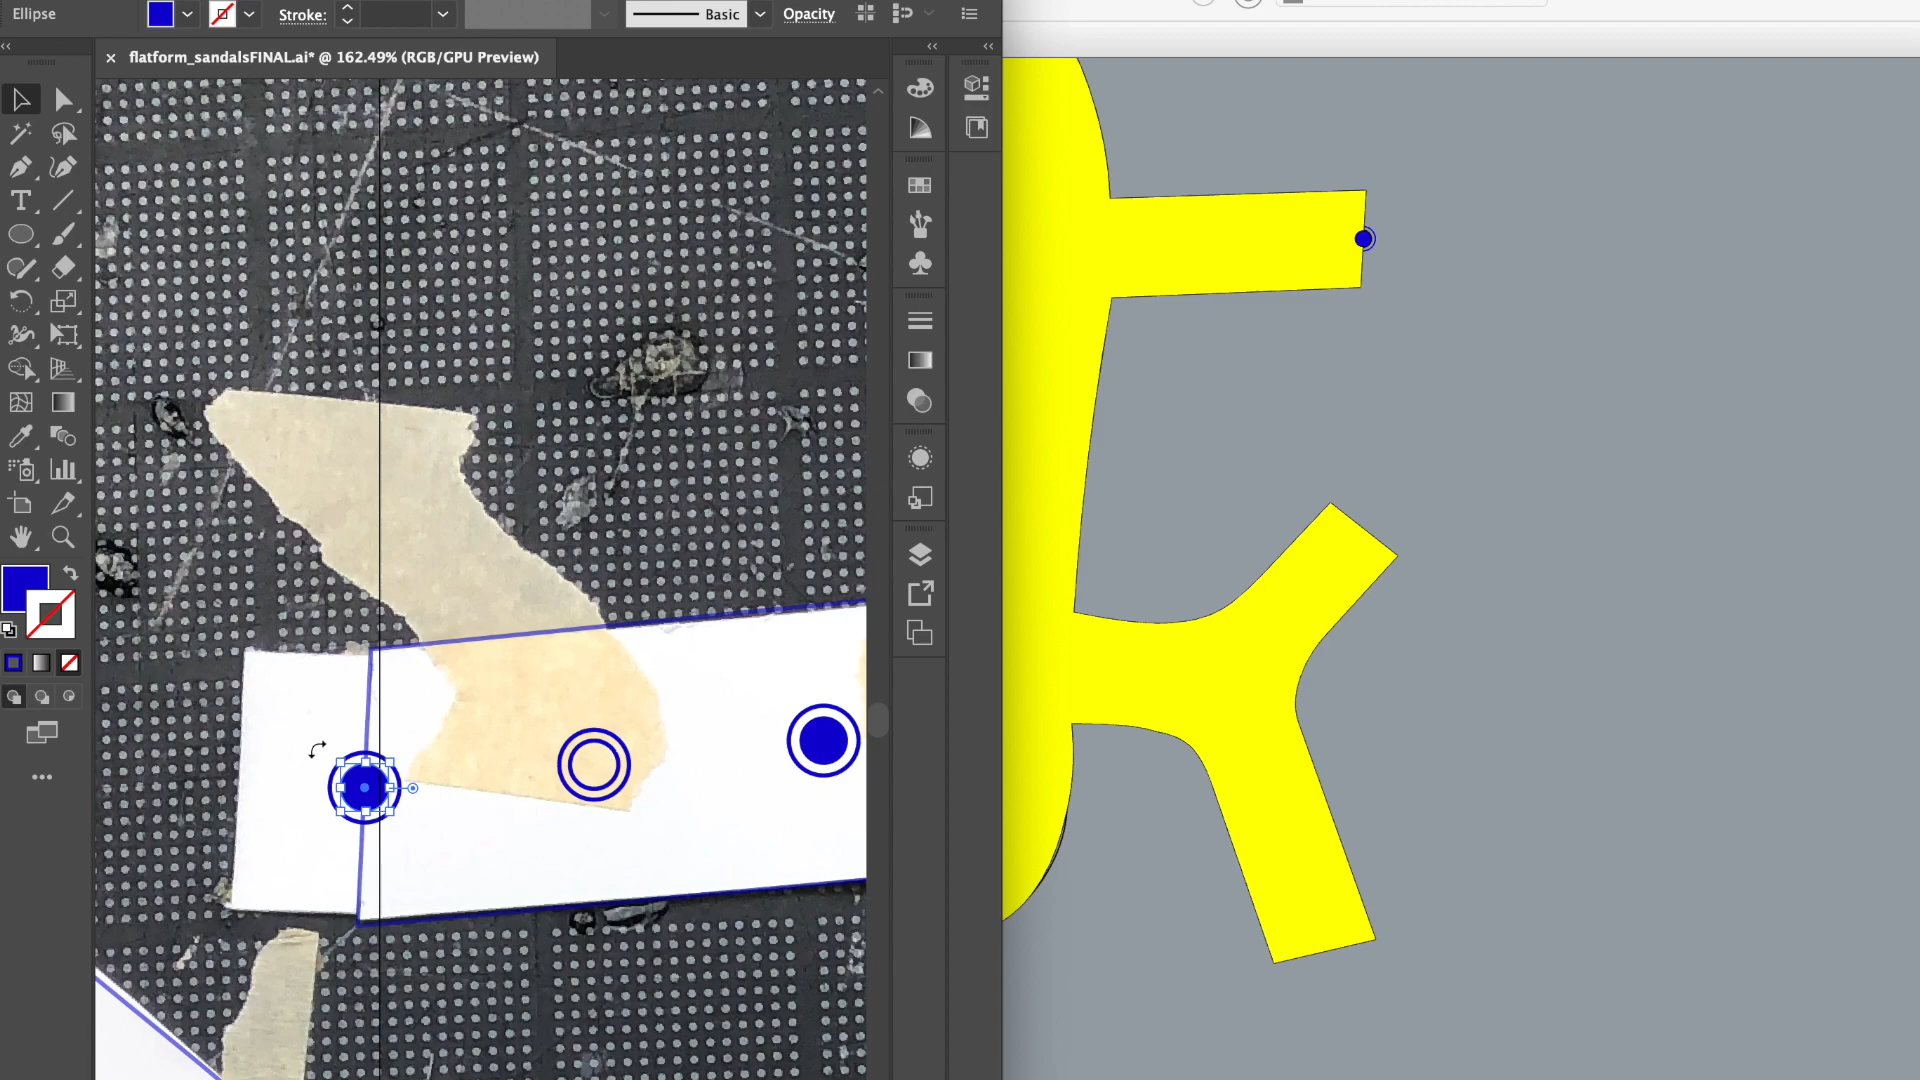 Ellipse
Stroke:
Basic
Opacity
flatform_sandalsFINAL.ai* @ 162.49% (RGB/GPU Preview)